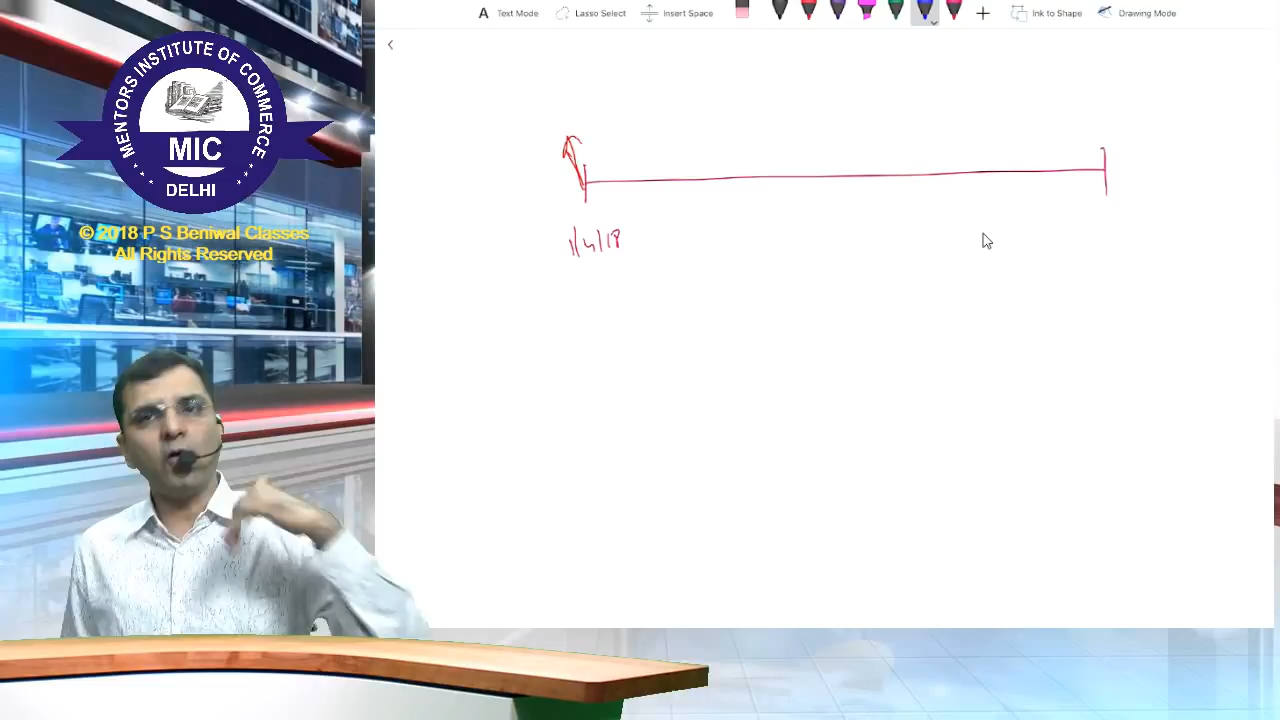 MENTORS INSTITUTE OF COMMERCE
MIC
DELHI
© 2018 P S Beniwal Classes
All Rights Reserved
A Text Mode
Lasso Select
Insert Space
Ink to Shape
Drawing Mode
1/4/18